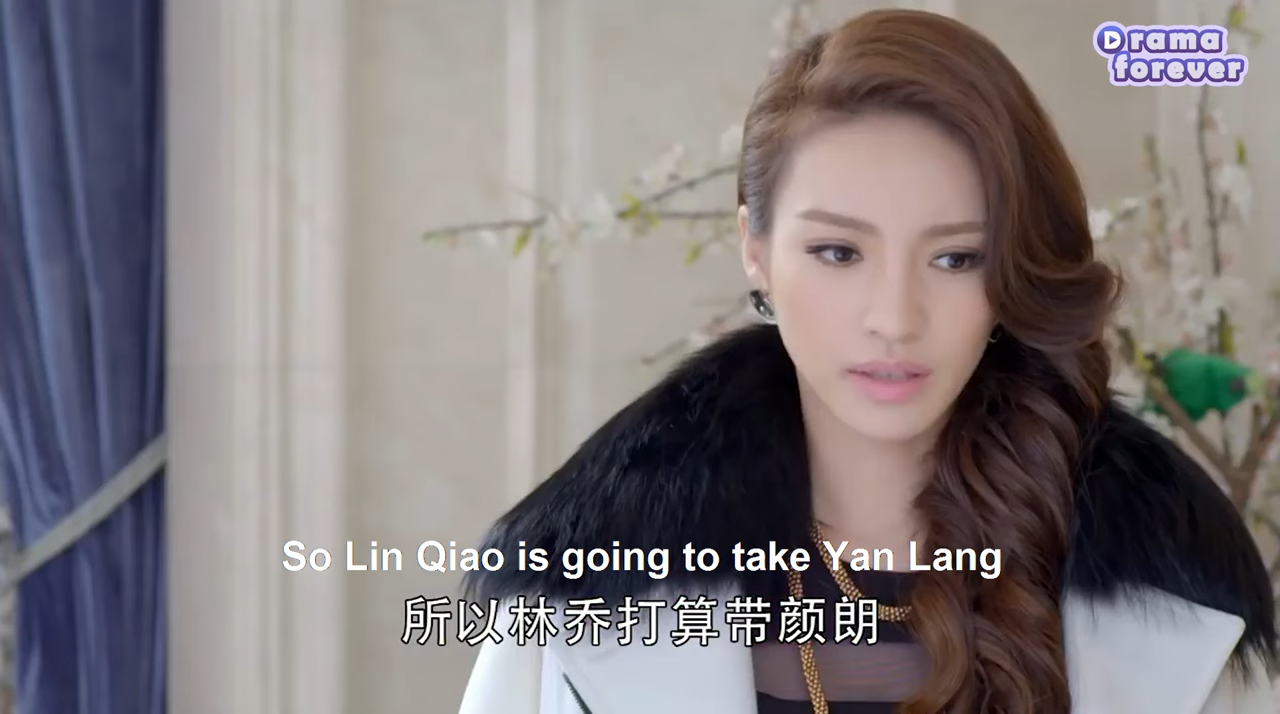 Drama
forever
So Lin Qiao is going to take Yan Lang
所以林乔打算带颜朗